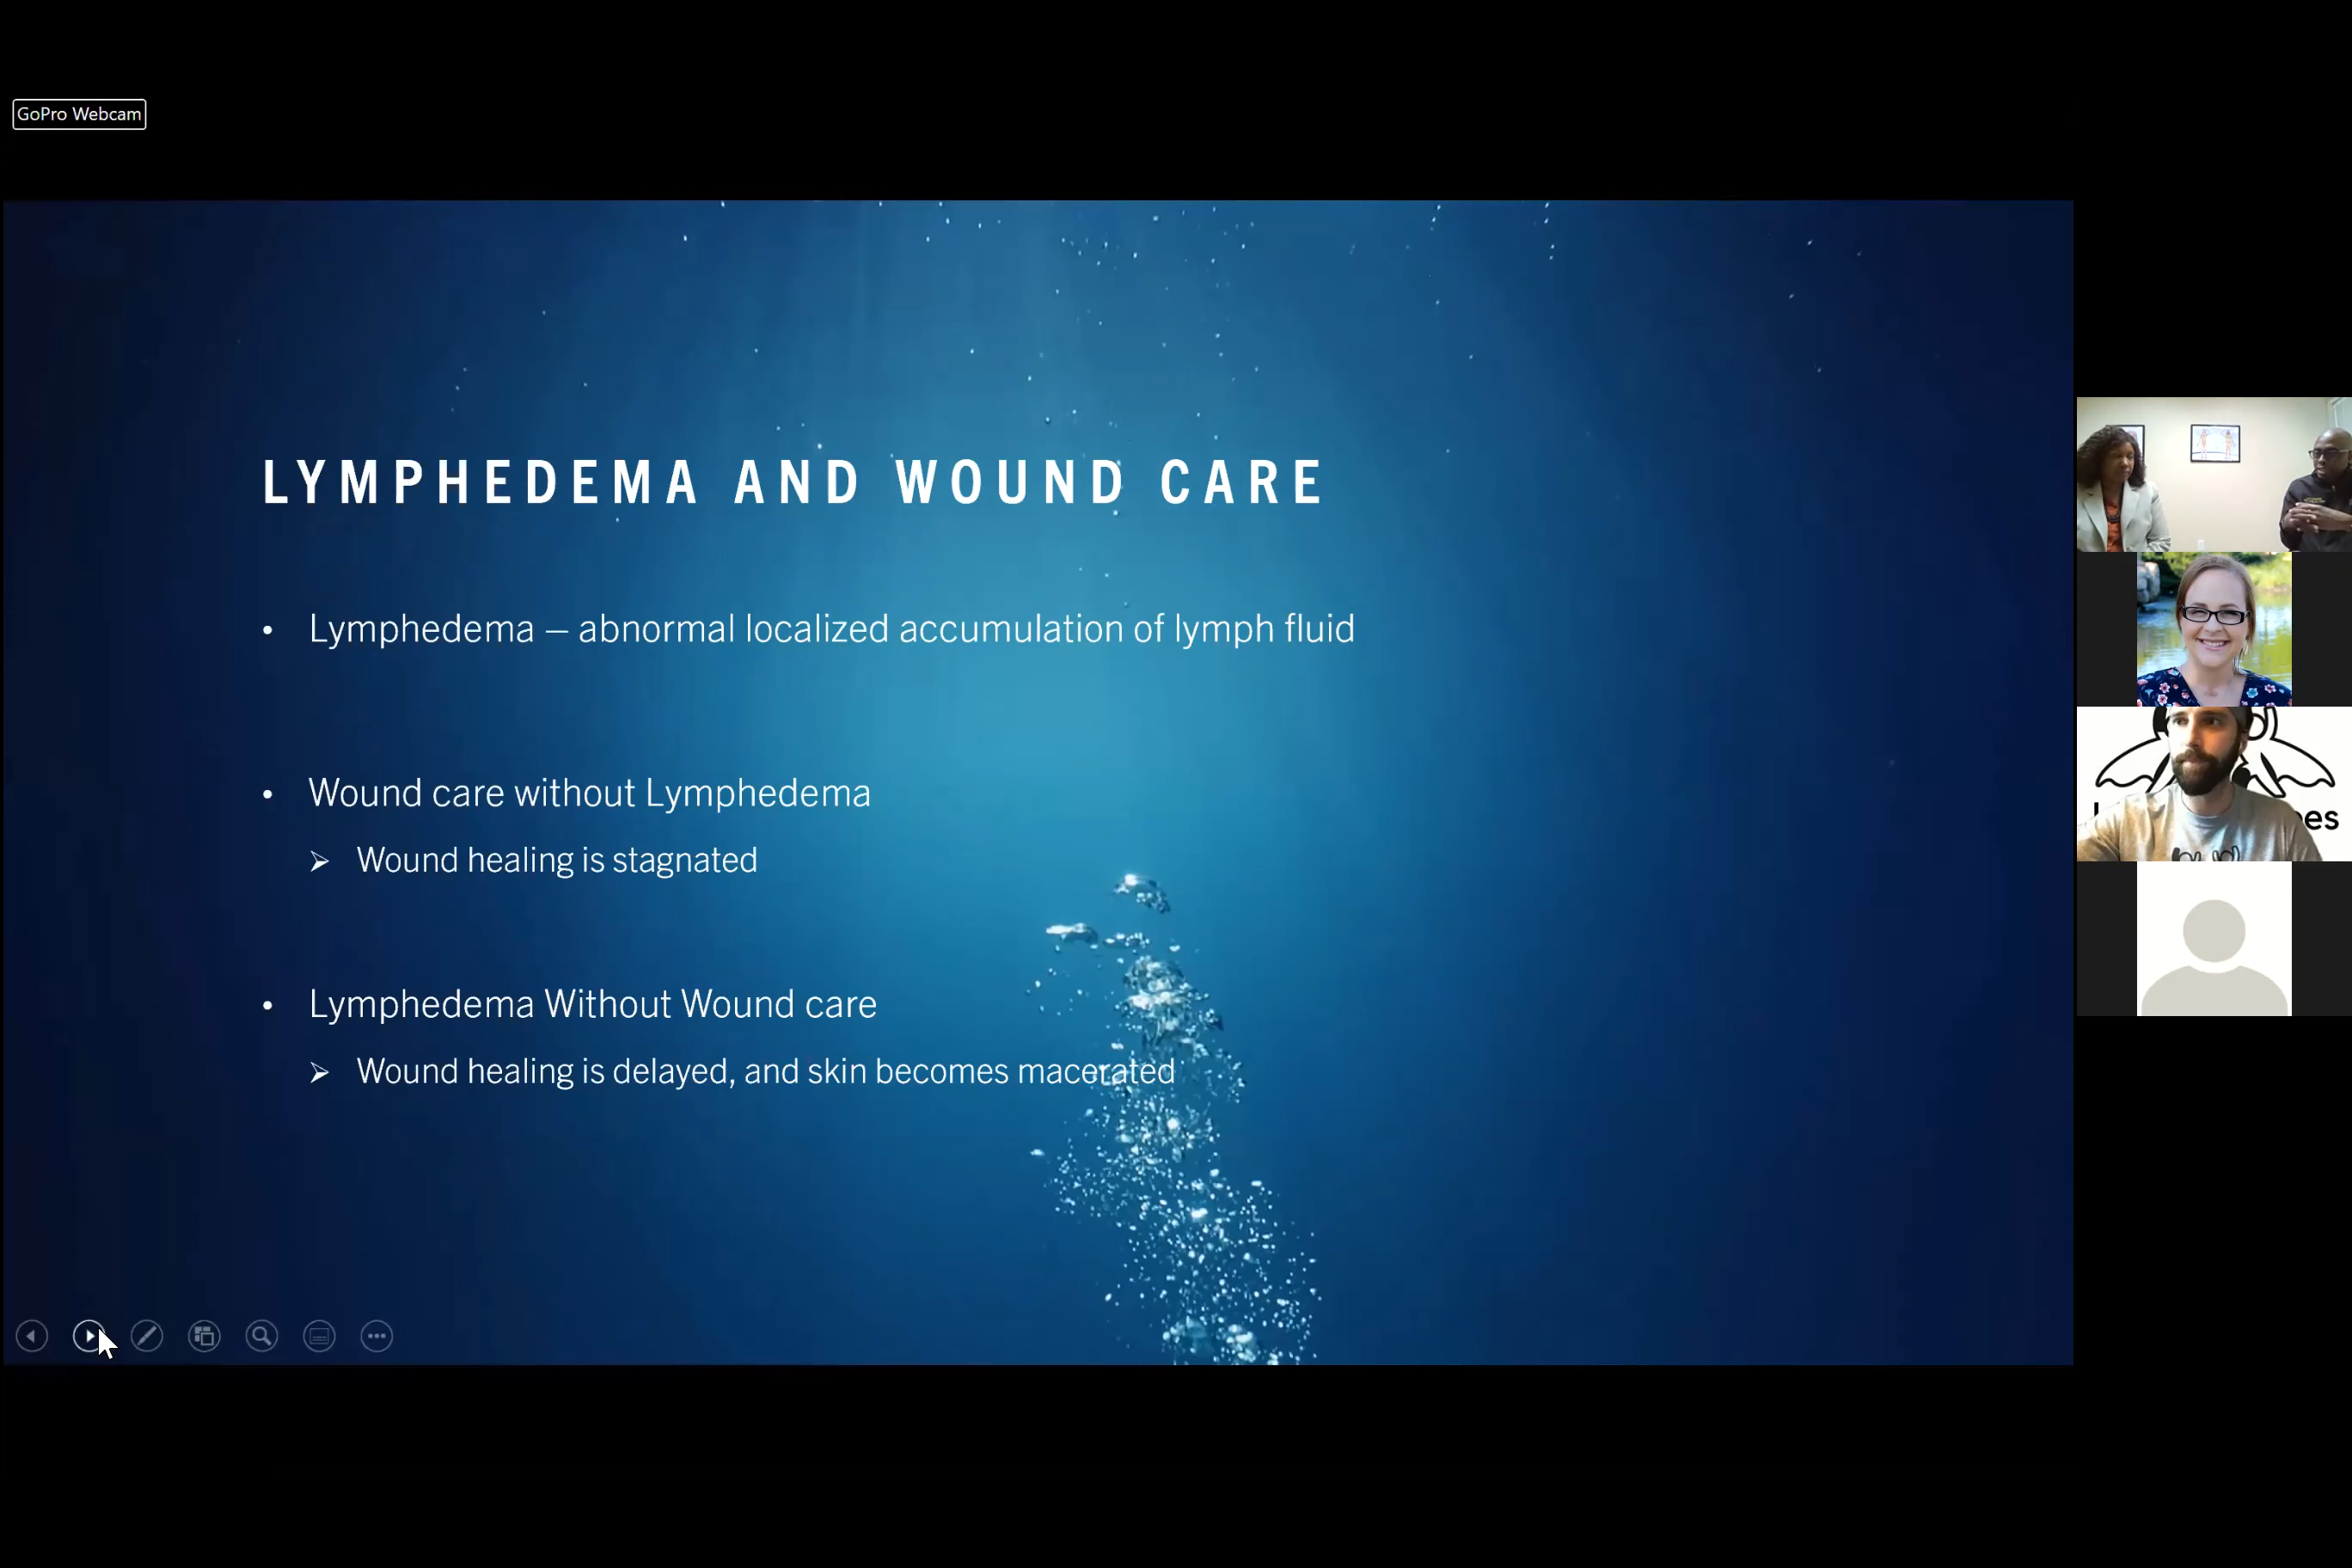 GoPro Webcam
LYMPHEDEMA AND WOUND CARE
• Lymphedema – abnormal localized accumulation of lymph fluid
• Wound care without Lymphedema
➢ Wound healing is stagnated
• Lymphedema Without Wound care
➢ Wound healing is delayed, and skin becomes macerated